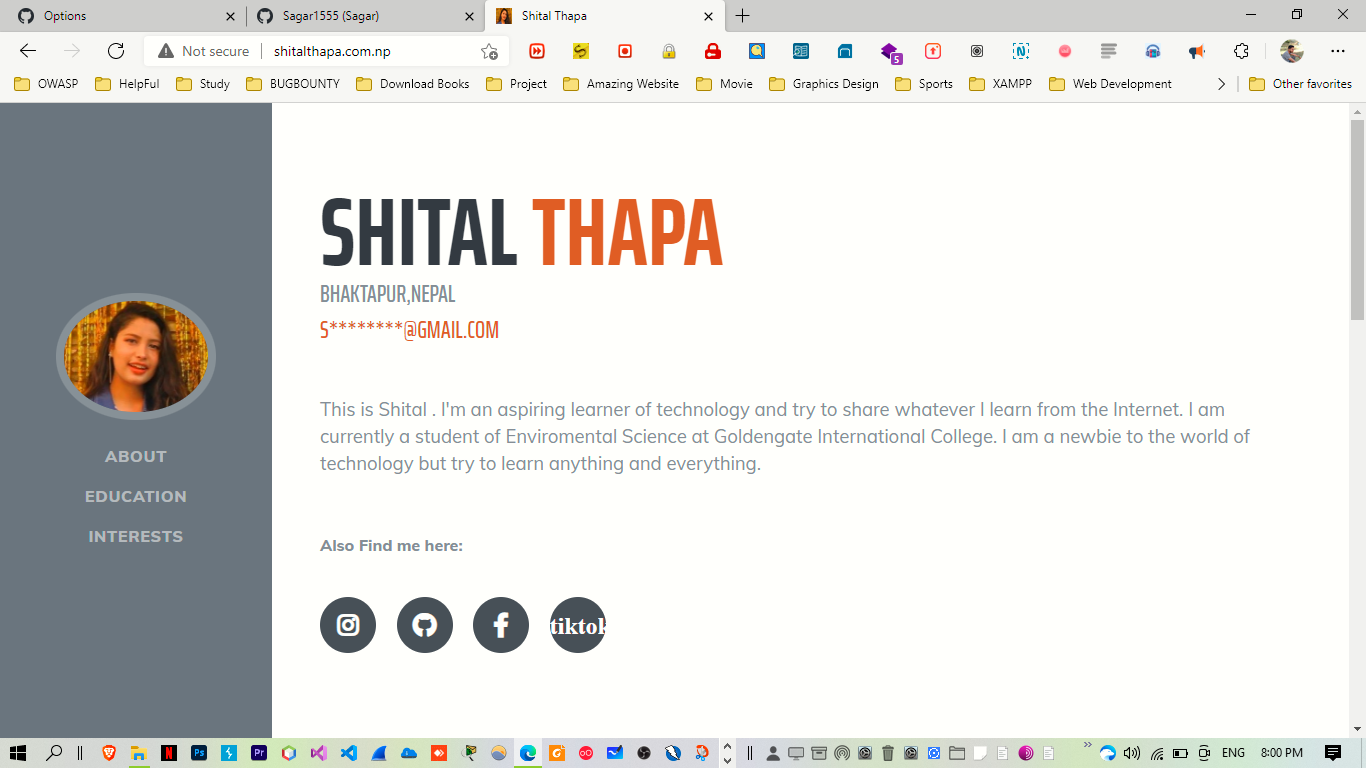 Options
Sagar1555 (Sagar)
Shital Thapa
Not secure
shitalthapa.com.np
5
OWASP
HelpFul
Study
BUGBOUNTY
Download Books
Project
Amazing Website
Movie
Graphics Design
Sports
XAMPP
Web Development
Other favorites
SHITAL THAPA
BHAKTAPUR,NEPAL
S********@GMAIL.COM
ABOUT
EDUCATION
INTERESTS
This is Shital . I'm an aspiring learner of technology and try to share whatever I learn from the Internet. I am
currently a student of Enviromental Science at Goldengate International College. I am a newbie to the world of
technology but try to learn anything and everything.
Also Find me here:
tiktok
N
Ps
Pr
ENG
8:00 PM